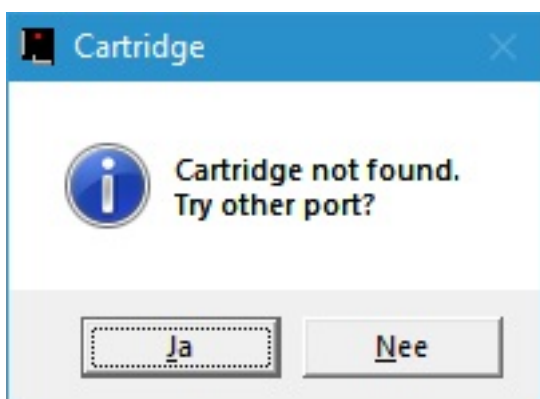 Cartridge
Cartridge not found.
Try other port?
Ja
Nee